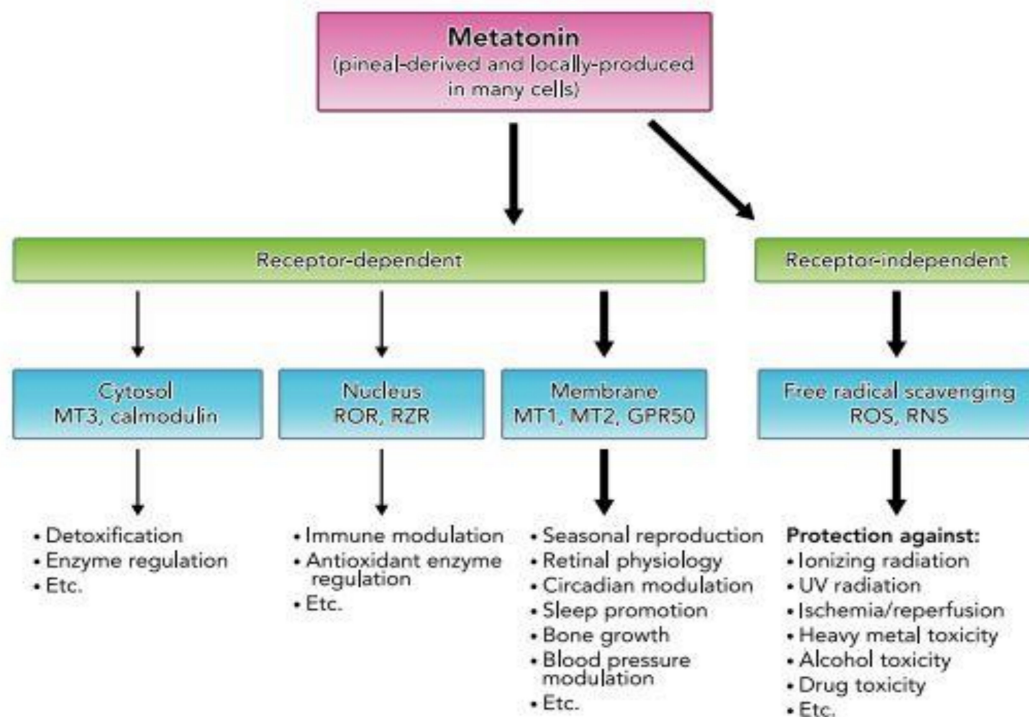 Metatonin
(pineal-derived and locally-produced
in many cells)
Receptor-dependent
Receptor-independent
Cytosol
MT3, calmodulin
Nucleus
ROR, RZR
Membrane
MT1, MT2, GPR50
Free radical scavenging
ROS, RNS
• Detoxification
• Enzyme regulation
• Etc.
• Immune modulation
• Antioxidant enzyme
regulation
• Etc.
• Seasonal reproduction
• Retinal physiology
• Circadian modulation
• Sleep promotion
• Bone growth
• Blood pressure
modulation
• Etc.
Protection against:
• Ionizing radiation
• UV radiation
• Ischemia/reperfusion
• Heavy metal toxicity
• Alcohol toxicity
• Drug toxicity
• Etc.